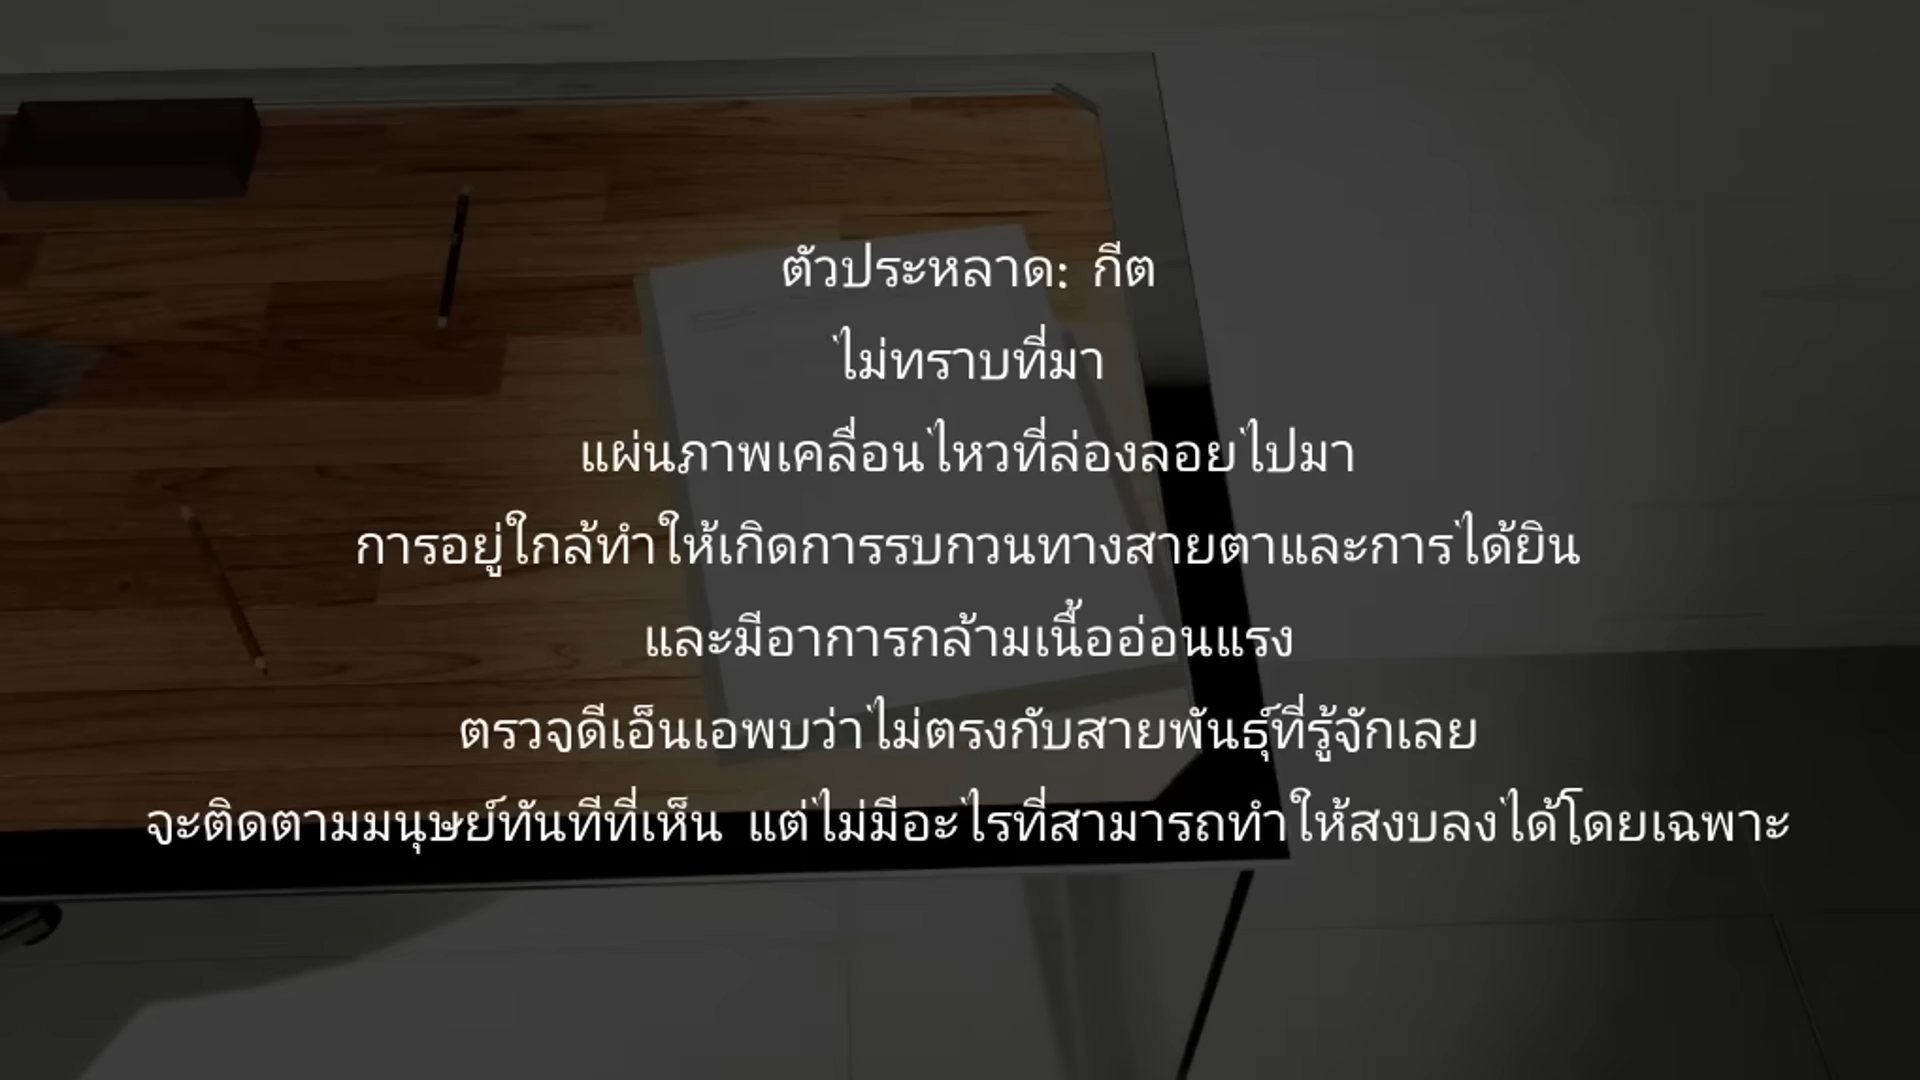 ตัวประหลาด: กีต
ไม่ทราบที่มา
แผ่นภาพเคลื่อนไหวที่ล่องลอยไปมา
การอยู่ใกล้ทำให้เกิดการรบกวนทางสายตาและการได้ยิน
และมีอาการกล้ามเนื้ออ่อนแรง
ตรวจดีเอ็นเอพบว่าไม่ตรงกับสายพันธุ์ที่รู้จักเลย
จะติดตามมนุษย์ทันทีที่เห็น แต่ไม่มีอะไรที่สามารถทำให้สงบลงได้โดยเฉพาะ